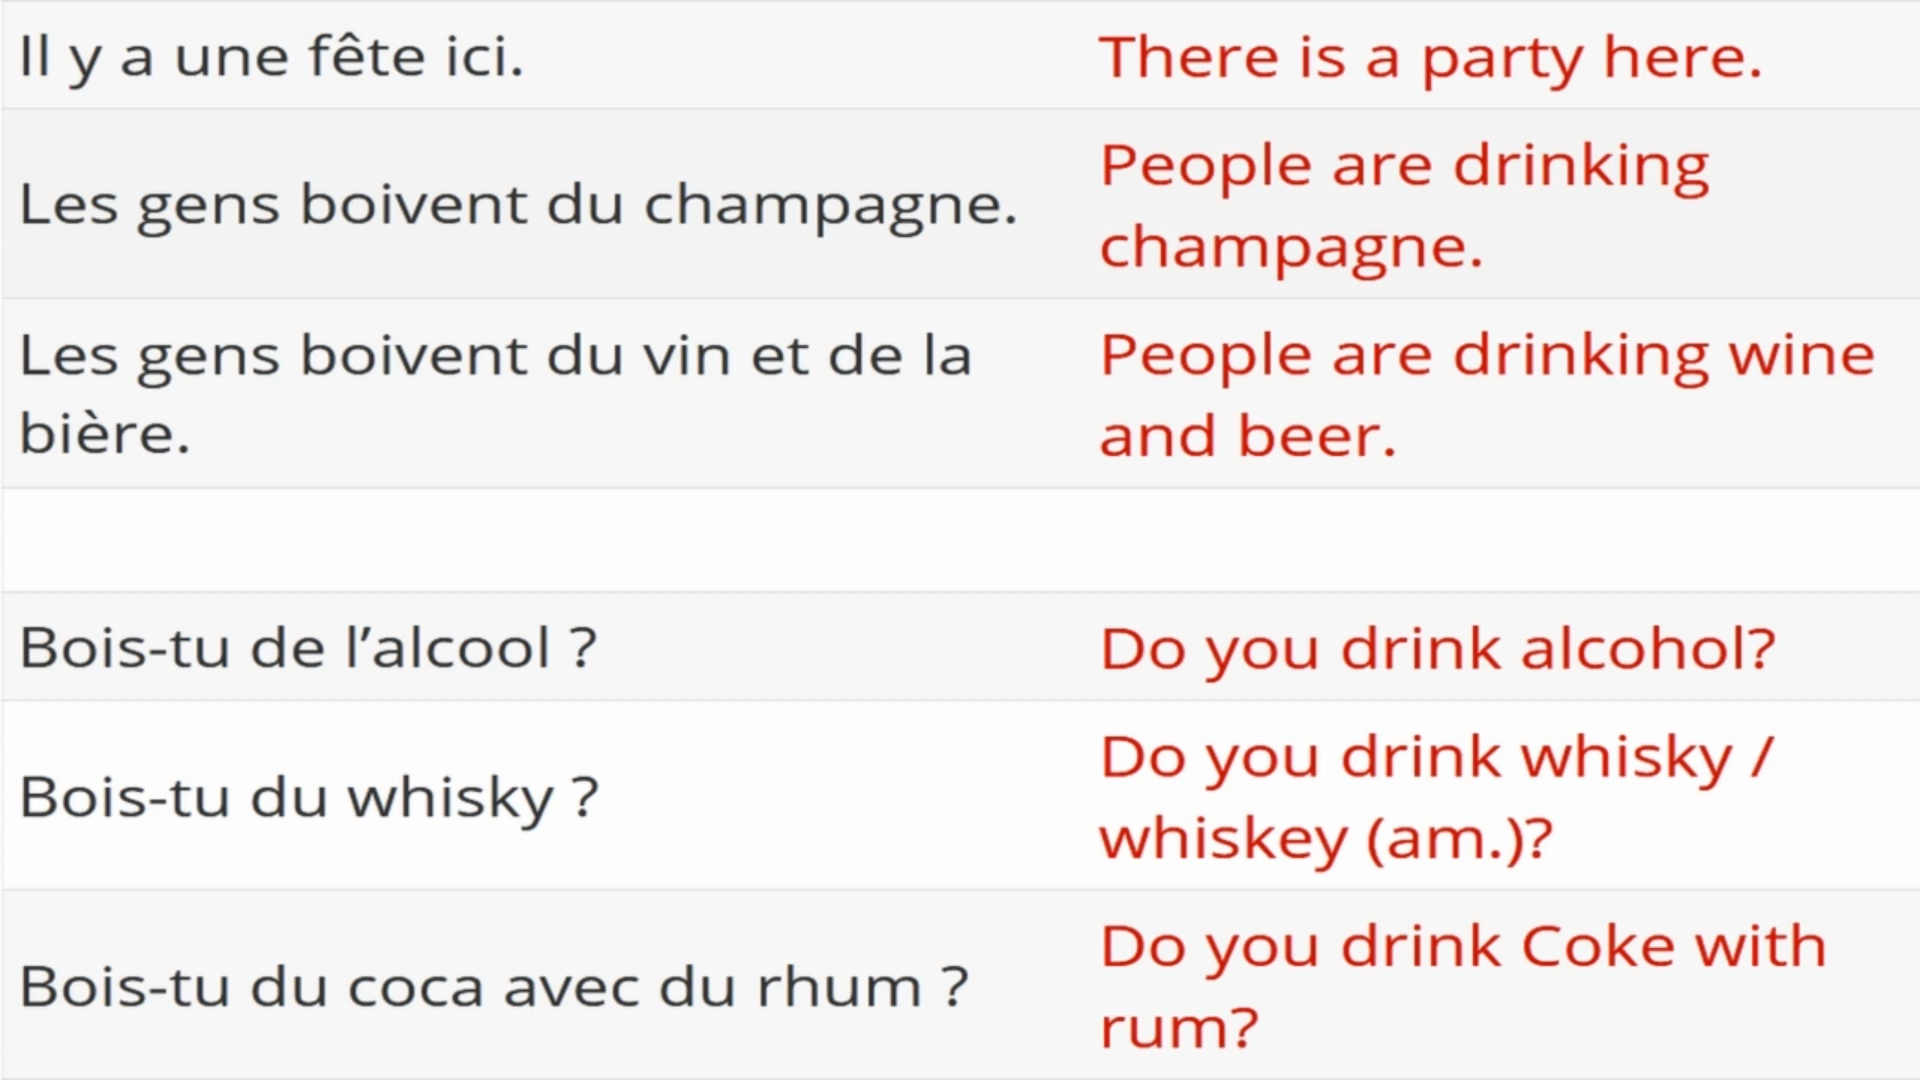 Il y a une fête ici.
There is a party here.
Les gens boivent du champagne.
People are drinking
champagne.
Les gens boivent du vin et de la
bière.
People are drinking wine
and beer.
Bois-tu de l’alcool ?
Do you drink alcohol?
Bois-tu du whisky ?
Do you drink whisky /
whiskey (am.)?
Bois-tu du coca avec du rhum ?
Do you drink Coke with
rum?